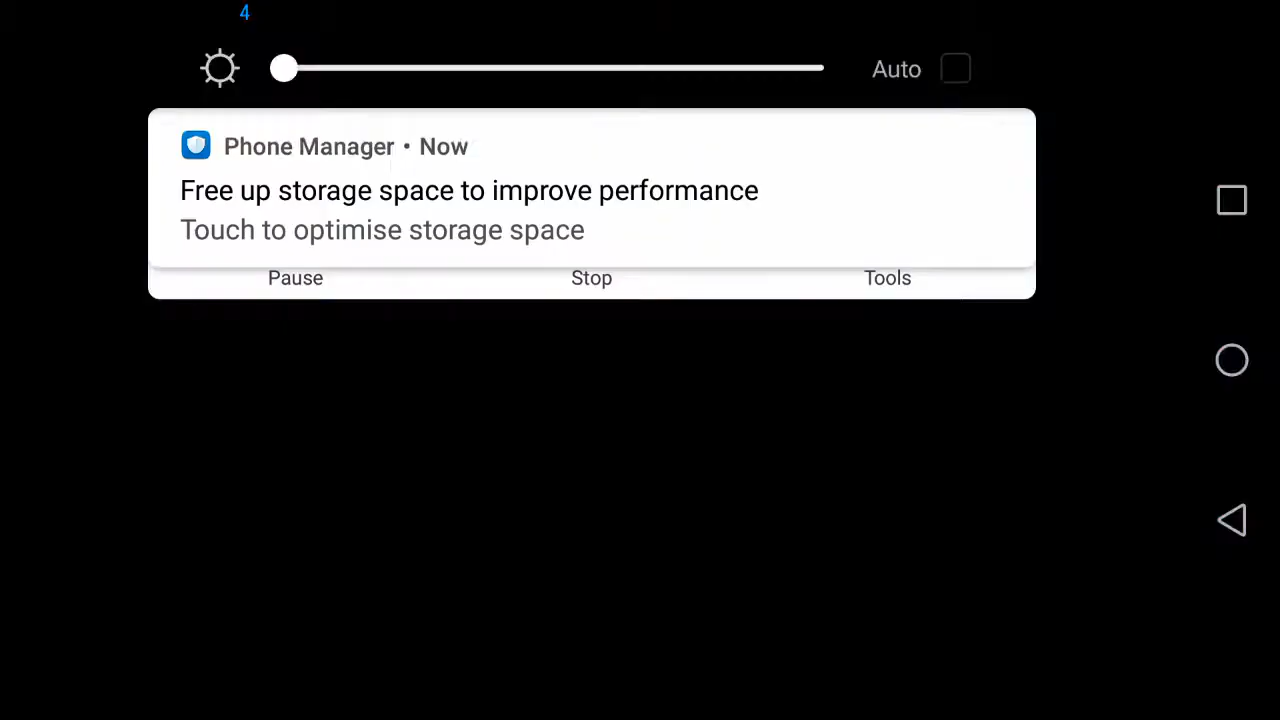 4
Auto
Phone Manager • Now
Free up storage space to improve performance
Touch to optimise storage space
Pause Stop Tools